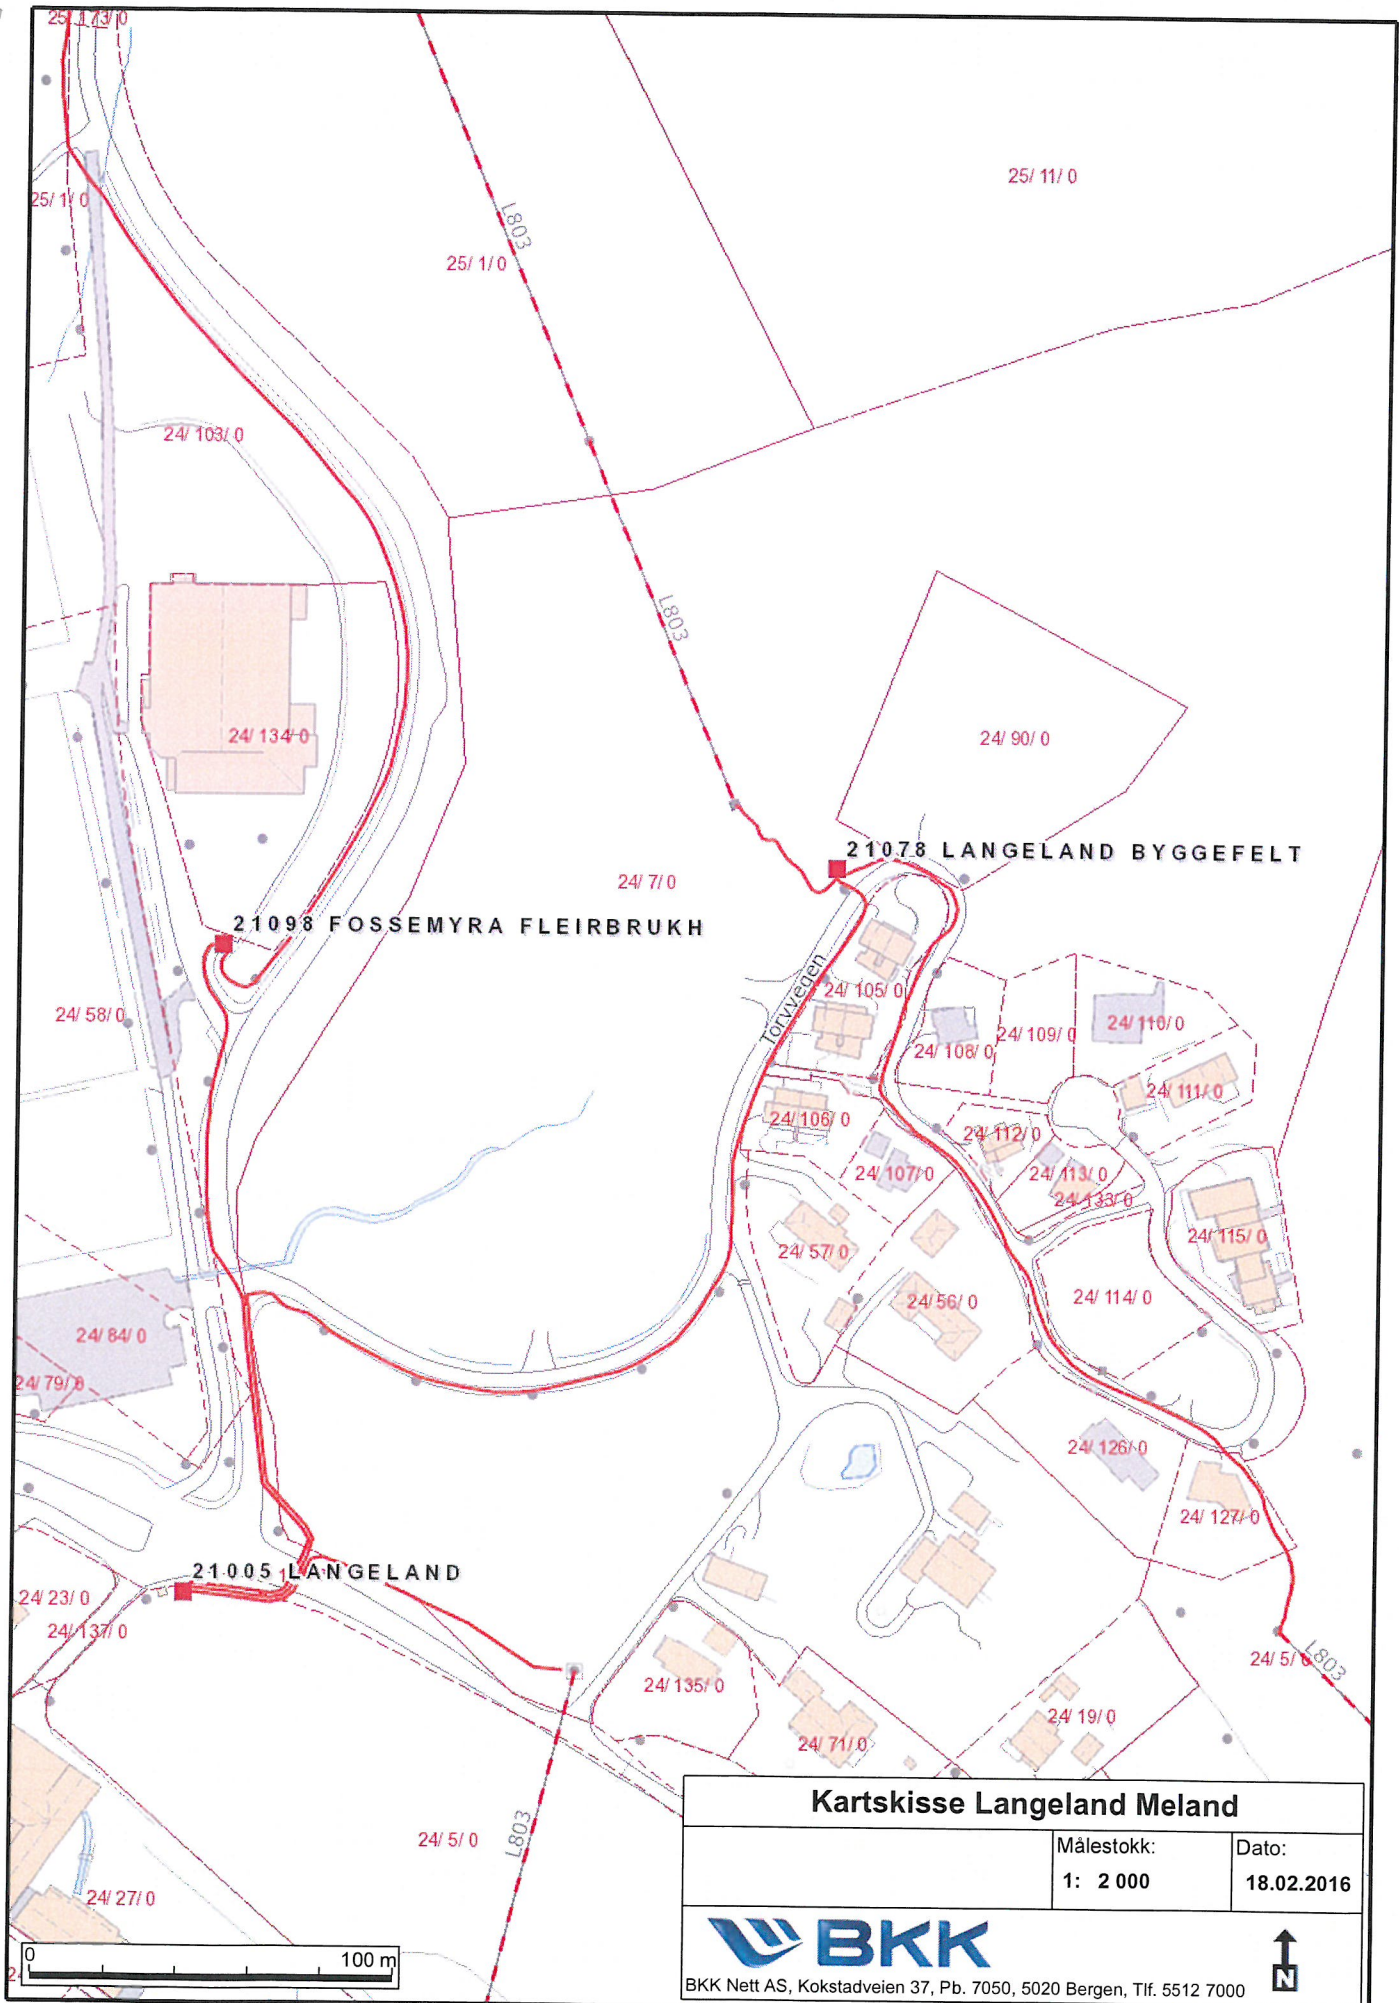 25/ 173/ 0
25/ 1/ 0
L803
25/ 1/ 0
25/ 11/ 0
24/ 103/ 0
L803
24/ 134/ 0
24/ 90/ 0
21078 LANGELAND BYGGEFELT
24/ 7/ 0
21098 FOSSEMYRA FLEIRBRUKH
Torvvegen
24/ 105/ 0
24/ 58/ 0
24/ 108/ 0
24/ 109/ 0
24/ 110/ 0
24/ 111/ 0
24/ 106/ 0
24/ 112/ 0
24/ 107/ 0
24/ 113/ 0
24/ 133/ 0
24/ 57/ 0
24/ 115/ 0
24/ 56/ 0
24/ 114/ 0
24/ 84/ 0
24/ 79/ 0
24/ 126/ 0
24/ 127/ 0
21005 LANGELAND
24/ 23/ 0
24/ 137/ 0
24/ 5/ 0
L803
24/ 135/ 0
24/ 19/ 0
24/ 71/ 0
24/ 5/ 0
L803
24/ 27/ 0
0 100 m
Kartskisse Langeland Meland
Målestokk:
1: 2 000
Dato:
18.02.2016
BKK
N
BKK Nett AS, Kokstadveien 37, Pb. 7050, 5020 Bergen, Tlf. 5512 7000